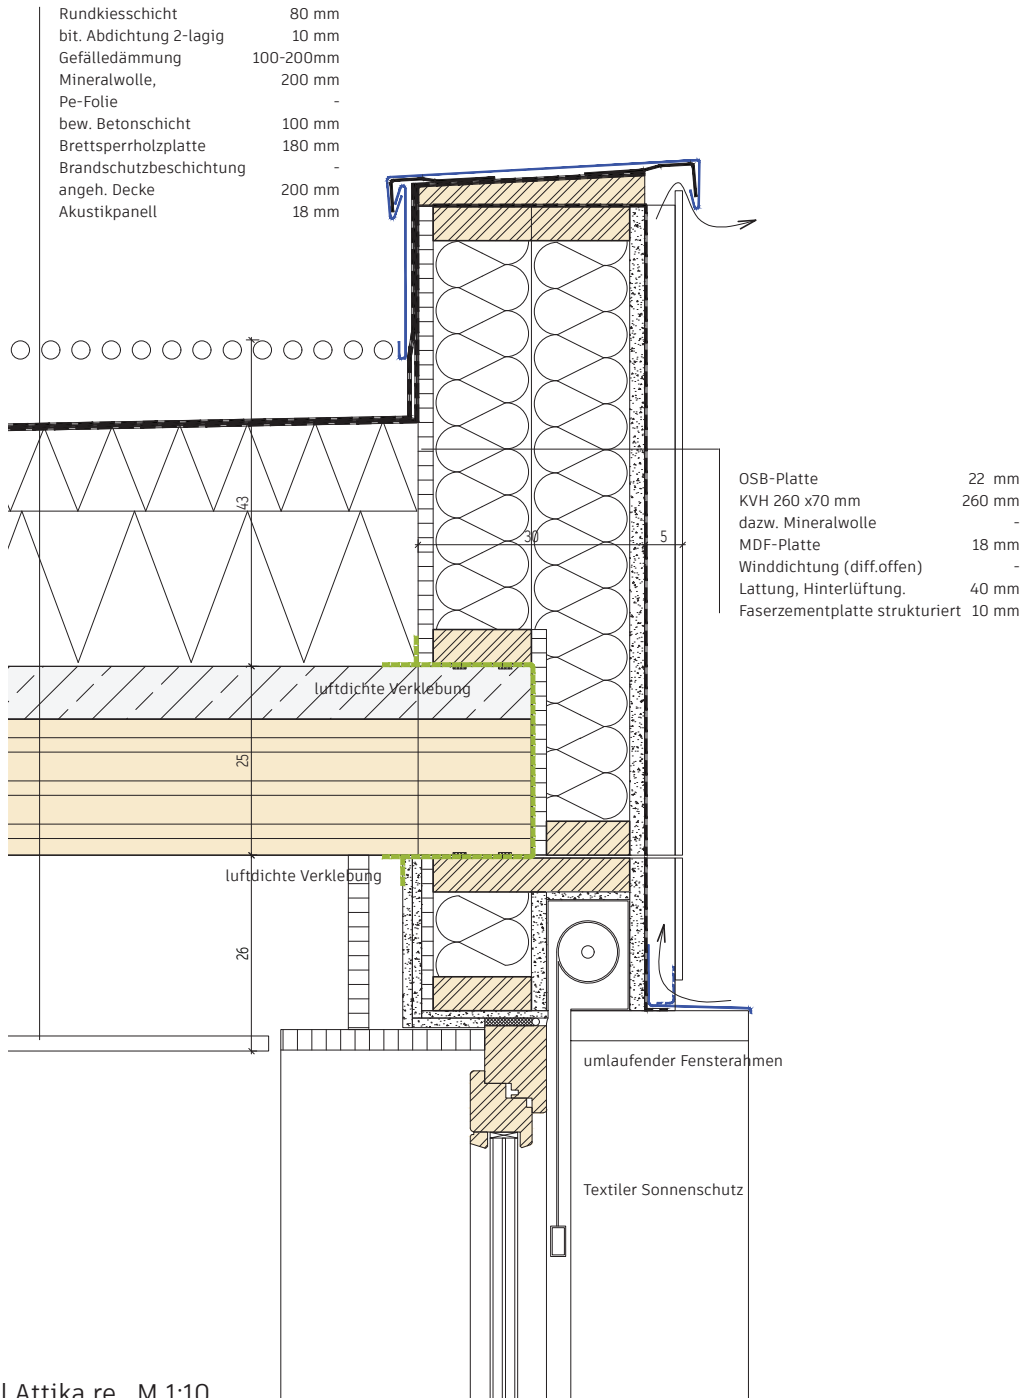 Rundkiesschicht 80 mm
bit. Abdichtung 2-lagig 10 mm
Gefälledämmung 100-200mm
Mineralwolle, 200 mm
Pe-Folie -
bew. Betonschicht 100 mm
Brettsperrholzplatte 180 mm
Brandschutzbeschichtung -
angeh. Decke 200 mm
Akustikpanell 18 mm
43
OSB-Platte 22 mm
KVH 260 x70 mm 260 mm
dazw. Mineralwolle -
MDF-Platte 18 mm
Winddichtung (diff.offen) -
Lattung, Hinterlüftung. 40 mm
Faserzementplatte strukturiert 10 mm
30 5
luftdichte Verklebung
25
luftdichte Verklebung
26
umlaufender Fensterahmen
Textiler Sonnenschutz
l Attika re M 1:10